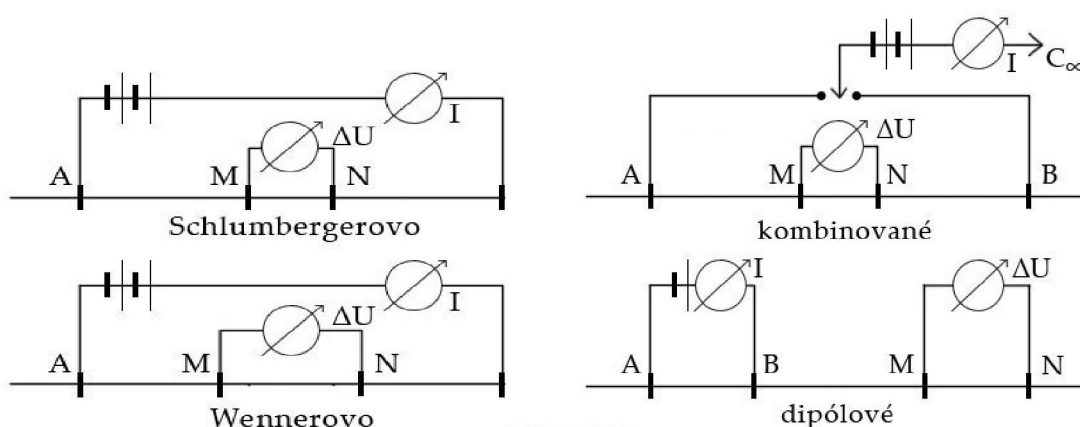 I
ΔU
A M N
Schlumbergerovo
I C∞
ΔU
A M N B
kombinované
I
ΔU
A M N
Wennerovo
I ΔU
A B M N
dipólové